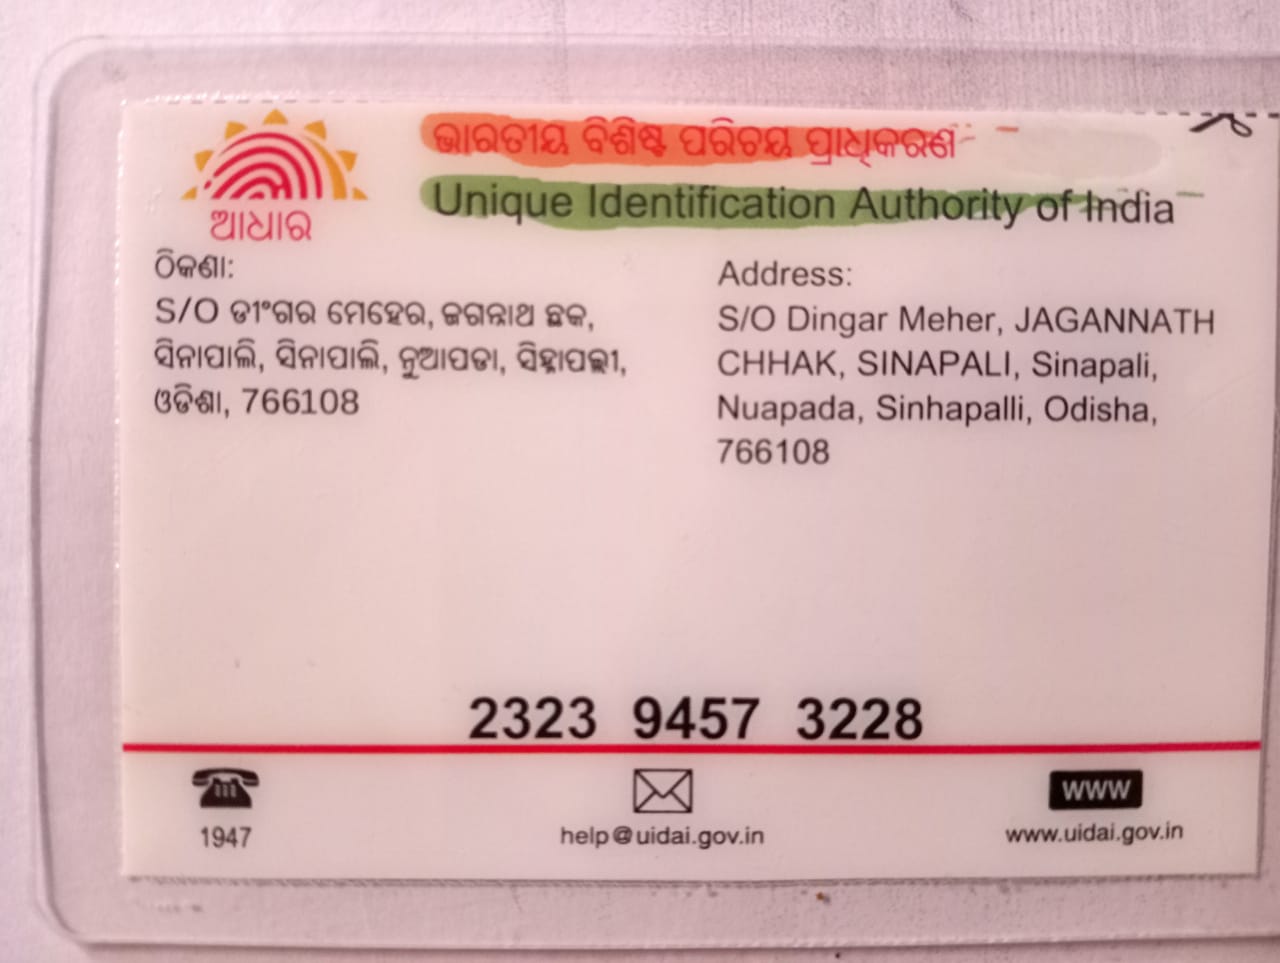 ଭାରତୀୟ ବିଶିଷ୍ଟ ପରିଚୟ ପ୍ରାଧିକରଣ
Unique Identification Authority of India
ଆଧାର
ଠିକଣା:
S/O ଡୀଂଗର ମେହେର, ଜଗନ୍ନାଥ ଛକ,
ସିନାପାଲି, ସିନାପାଲି, ନୁଆପଡା, ସିହ୍ନାପଲ୍ଲୀ,
ଓଡିଶା, 766108
Address:
S/O Dingar Meher, JAGANNATH
CHHAK, SINAPALI, Sinapali,
Nuapada, Sinhapalli, Odisha,
766108
2323 9457 3228
1947
help@uidai.gov.in
WWW
www.uidai.gov.in